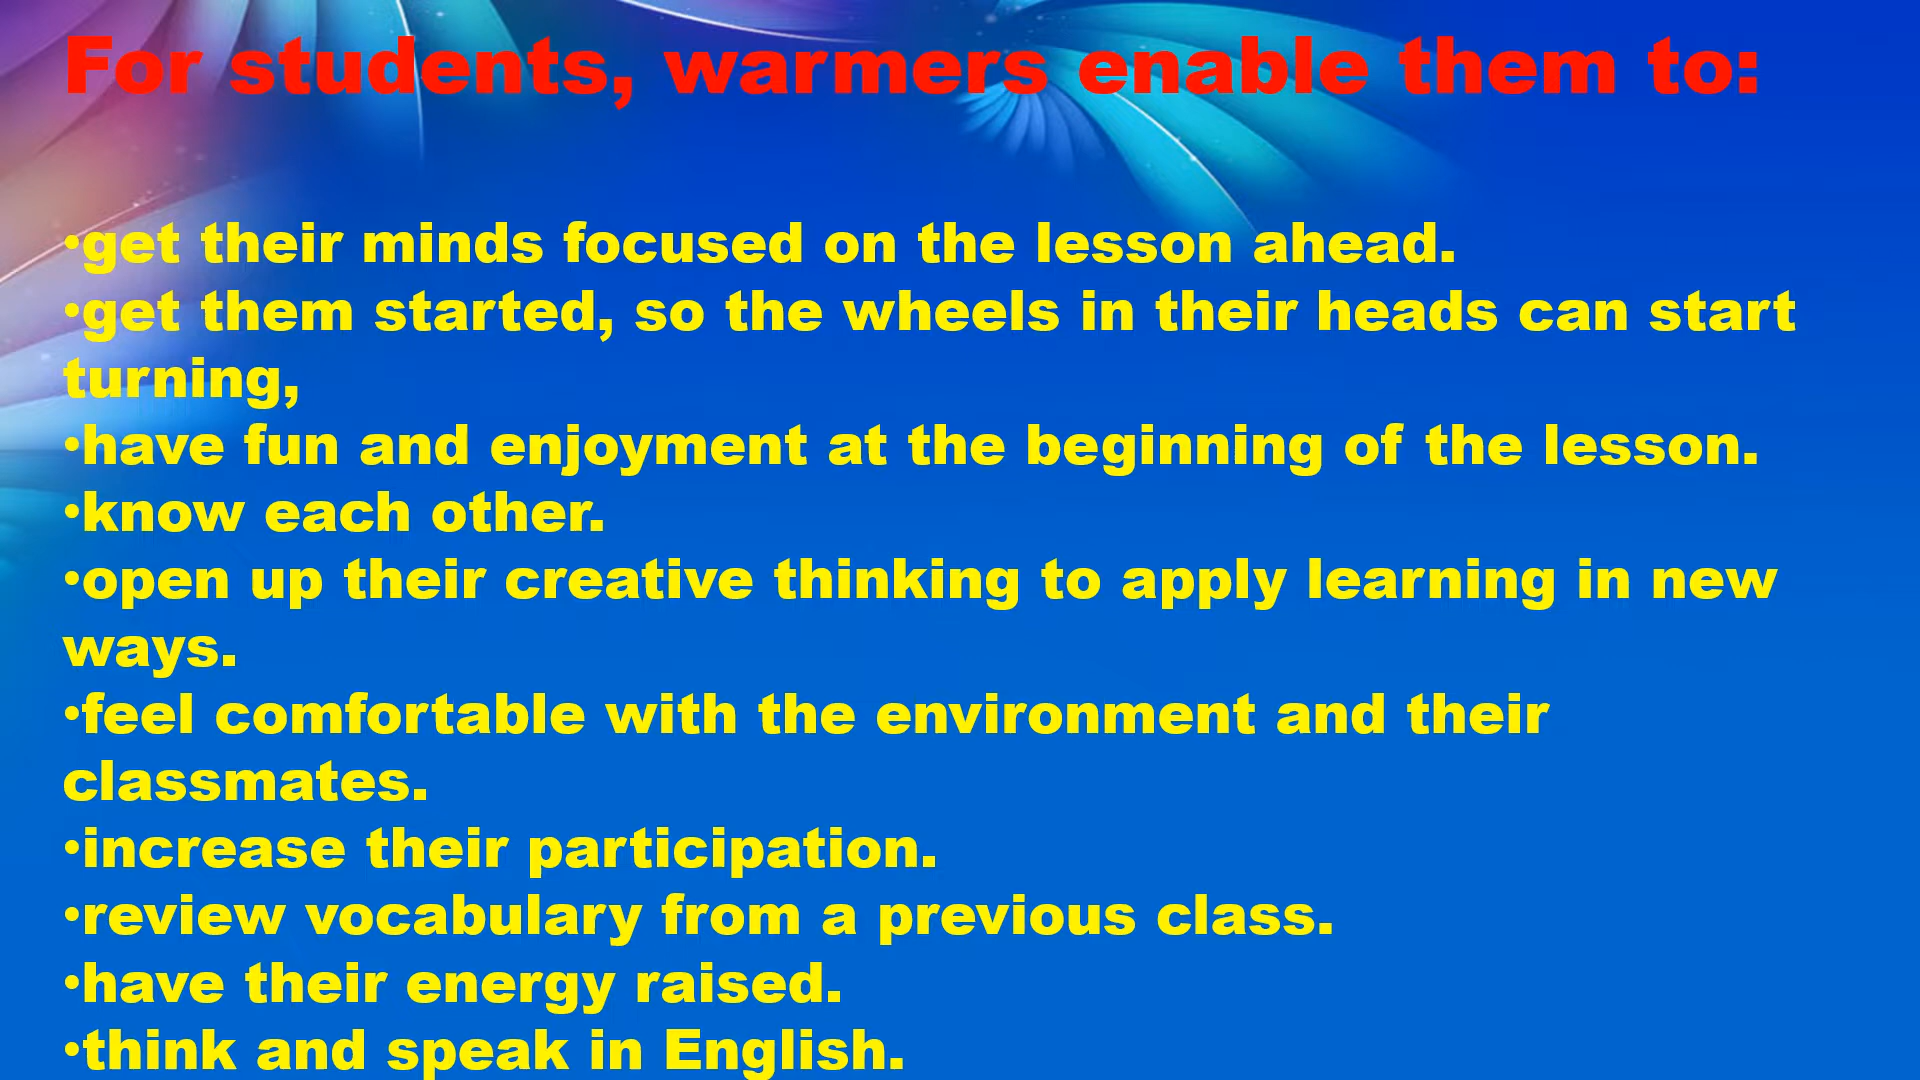 For students, warmers enable them to:
•get their minds focused on the lesson ahead.
•get them started, so the wheels in their heads can start
turning,
•have fun and enjoyment at the beginning of the lesson.
•know each other.
•open up their creative thinking to apply learning in new
ways.
•feel comfortable with the environment and their
classmates.
•increase their participation.
•review vocabulary from a previous class.
•have their energy raised.
•think and speak in English.